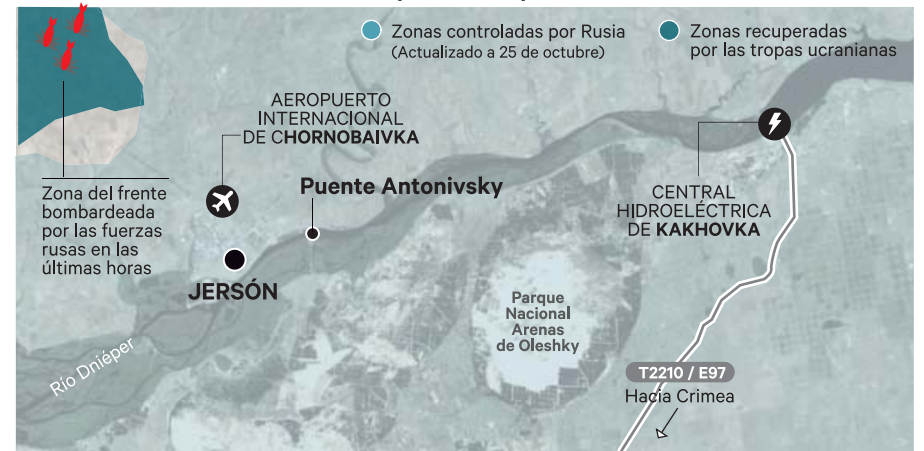 Zonas controladas por Rusia
(Actualizado a 25 de octubre)
Zonas recuperadas
por las tropas ucranianas
AEROPUERTO
INTERNACIONAL
DE CHORNOBAIVKA
Zona del frente
bombardeada
por las fuerzas
rusas en las
últimas horas
Puente Antonivsky
JERSÓN
CENTRAL
HIDROELÉCTRICA
DE KAKHOVKA
Parque
Nacional
Arenas
de Oleshky
Río Dniéper
T2210 / E97
Hacia Crimea